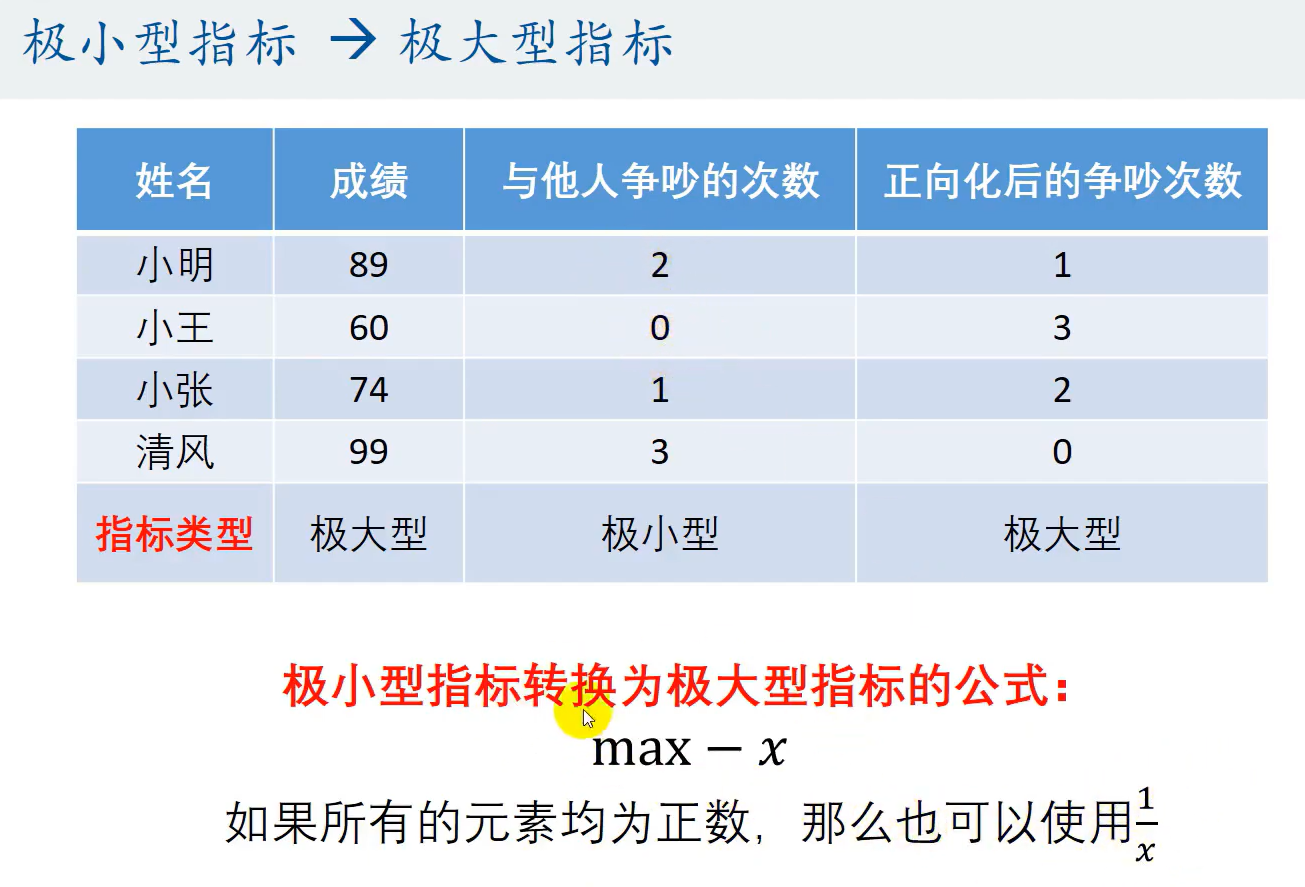 极小型指标 → 极大型指标
姓名 成绩 与他人争吵的次数 正向化后的争吵次数
小明 89 2 1
小王 60 0 3
小张 74 1 2
清风 99 3 0
指标类型 极大型 极小型 极大型
极小型指标转换为极大型指标的公式：
max − x
如果所有的元素均为正数，那么也可以使用1/x